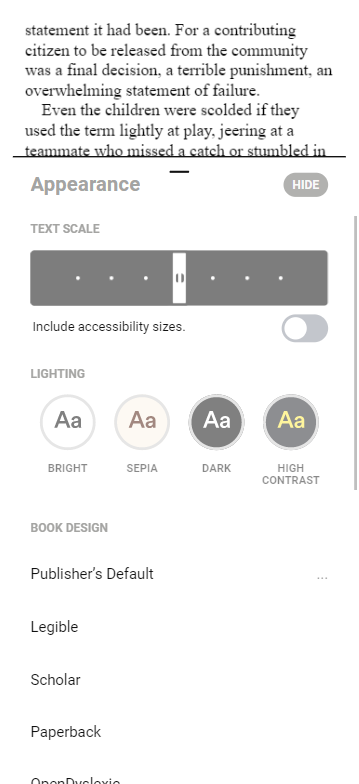 statement it had been. For a contributing
citizen to be released from the community
was a final decision, a terrible punishment, an
overwhelming statement of failure.
Even the children were scolded if they
used the term lightly at play, jeering at a
teammate who missed a catch or stumbled in
Appearance
HIDE
TEXT SCALE
Include accessibility sizes.
LIGHTING
Aa Aa Aa Aa
BRIGHT SEPIA DARK HIGH
CONTRAST
BOOK DESIGN
Publisher's Default ...
Legible
Scholar
Paperback
OpenDyslexic